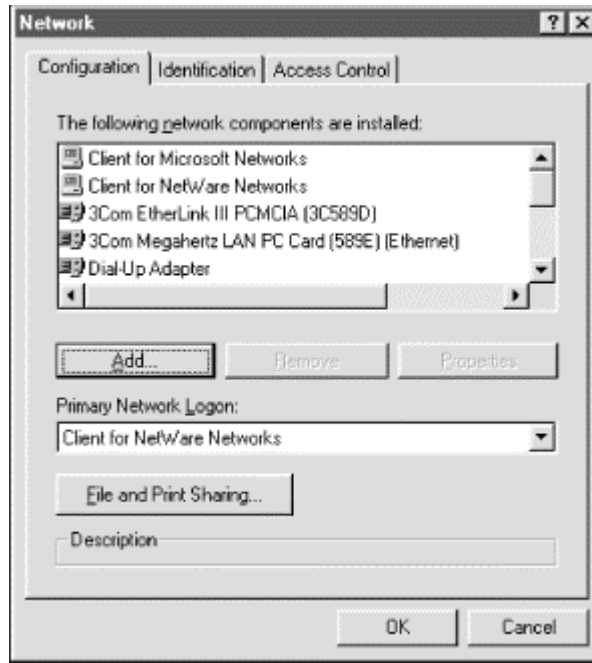 Network
Configuration Identification Access Control
The following network components are installed:
Client for Microsoft Networks
Client for NetWare Networks
3Com EtherLink III PCMCIA (3C589D)
3Com Megahertz LAN PC Card (589E) (Ethernet)
Dial-Up Adapter
Add... Remove Properties
Primary Network Logon:
Client for NetWare Networks
File and Print Sharing...
Description
OK Cancel